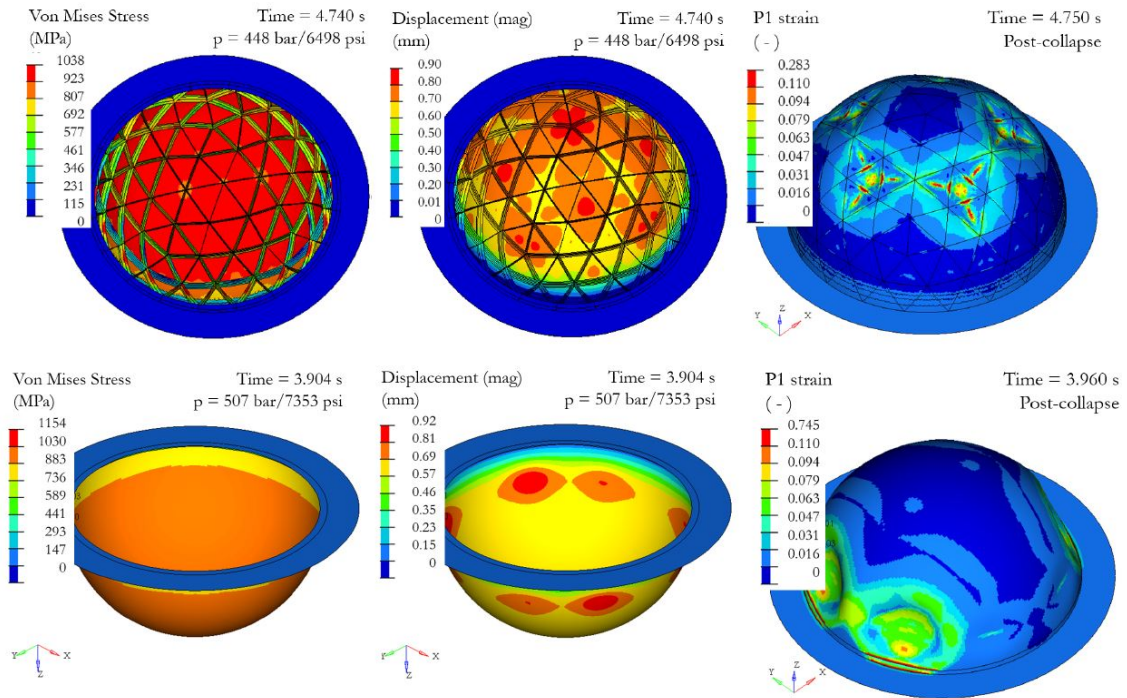 Von Mises Stress
(MPa)
Time = 4.740 s
p = 448 bar/6498 psi
1038
923
807
692
577
461
346
231
115
0
Displacement (mag)
(mm)
Time = 4.740 s
p = 448 bar/6498 psi
0.90
0.80
0.70
0.60
0.50
0.40
0.30
0.20
0.01
0
P1 strain
( - )
Time = 4.750 s
Post-collapse
0.283
0.110
0.094
0.079
0.063
0.047
0.031
0.016
0
Y Z X
Von Mises Stress
(MPa)
Time = 3.904 s
p = 507 bar/7353 psi
1154
1030
883
736
589
441
293
147
0
Y X
Z
Displacement (mag)
(mm)
Time = 3.904 s
p = 507 bar/7353 psi
0.92
0.81
0.69
0.57
0.46
0.35
0.23
0.15
0
Y X
Z
P1 strain
( - )
Time = 3.960 s
Post-collapse
0.745
0.110
0.094
0.079
0.063
0.047
0.031
0.016
0
Y Z X